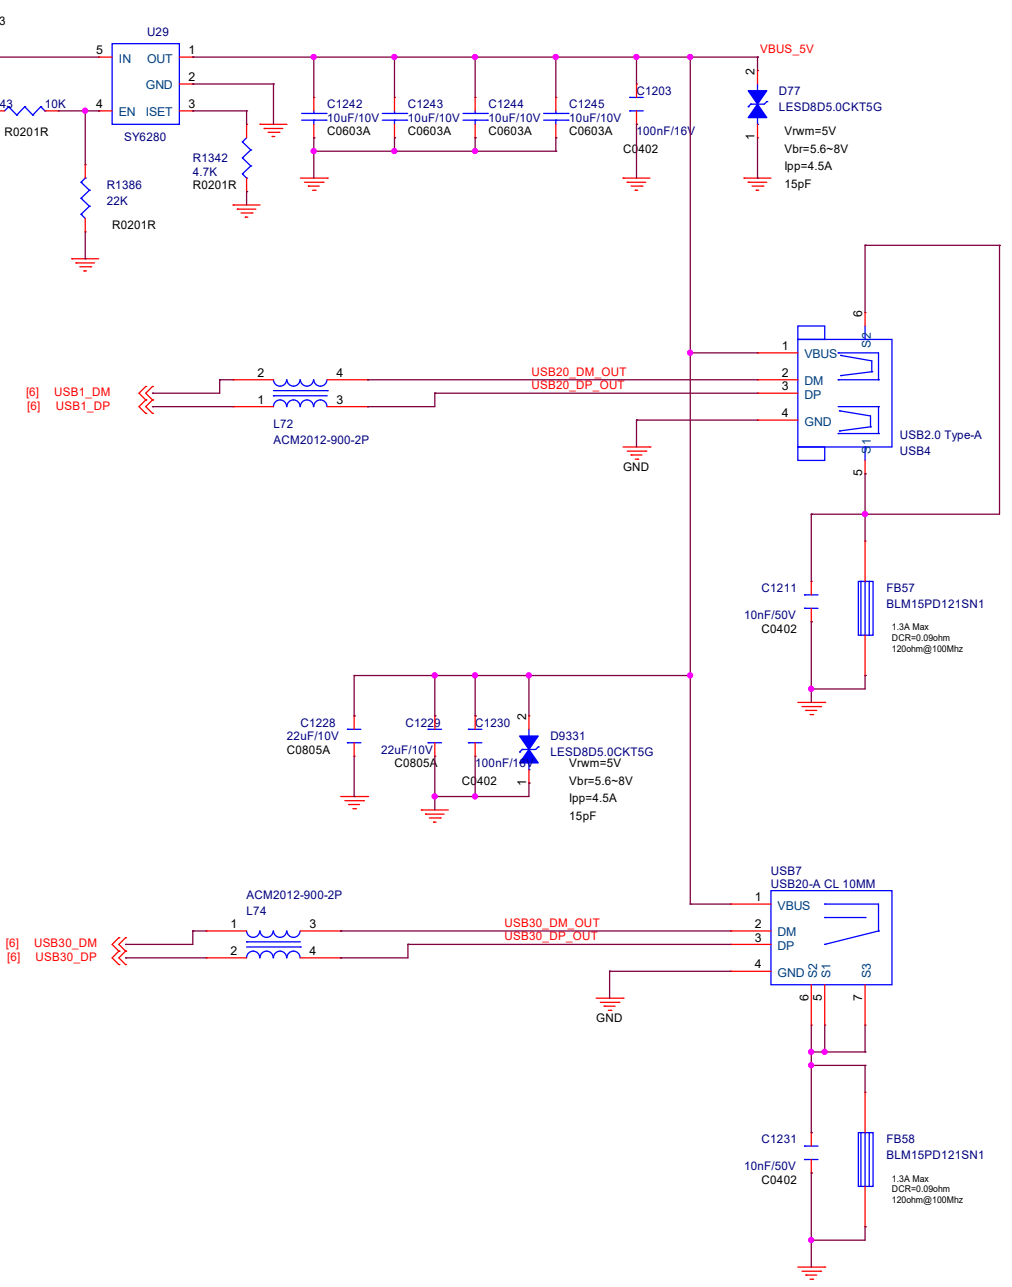 3
U29
5 IN OUT 1
GND 2
43 10K 4 EN ISET 3
R0201R
SY6280
R1342
4.7K
R0201R
R1386
22K
R0201R
C1242
10uF/10V
C0603A
C1243
10uF/10V
C0603A
C1244
10uF/10V
C0603A
C1245
10uF/10V
C0603A
C1203
100nF/16V
C0402
VBUS_5V
2
D77
LESD8D5.0CKT5G
1
Vrwm=5V
Vbr=5.6~8V
Ipp=4.5A
15pF
6
S2
1 VBUS
2 DM
3 DP
4 GND
S1
5
USB2.0 Type-A
USB4
USB20_DM_OUT
USB20_DP_OUT
[6] USB1_DM
[6] USB1_DP
2 4
1 3
L72
ACM2012-900-2P
GND
C1211
10nF/50V
C0402
FB57
BLM15PD121SN1
1.3A Max
DCR=0.09ohm
120ohm@100Mhz
C1228
22uF/10V
C0805A
C1229
22uF/10V
C0805A
C1230
100nF/16V
C0402
2
D9331
LESD8D5.0CKT5G
1
Vrwm=5V
Vbr=5.6~8V
Ipp=4.5A
15pF
USB7
USB20-A CL 10MM
1 VBUS
2 DM
3 DP
4 GND S2 S1 S3
6 5 7
ACM2012-900-2P
L74
1 3
2 4
USB30_DM_OUT
USB30_DP_OUT
[6] USB30_DM
[6] USB30_DP
GND
C1231
10nF/50V
C0402
FB58
BLM15PD121SN1
1.3A Max
DCR=0.09ohm
120ohm@100Mhz